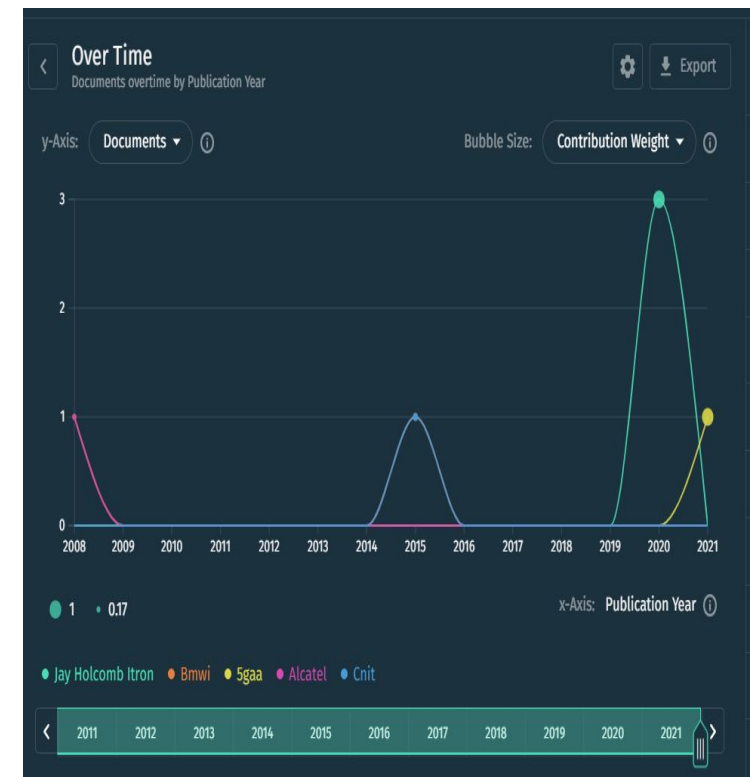 Over Time
Documents overtime by Publication Year
Export
y-Axis: Documents
Bubble Size: Contribution Weight
3
2
1
0
2008 2009 2010 2011 2012 2013 2014 2015 2016 2017 2018 2019 2020 2021
1 0.17
x-Axis: Publication Year
Jay Holcomb Itron Bmwi 5gaa Alcatel Cnit
2011 2012 2013 2014 2015 2016 2017 2018 2019 2020 2021